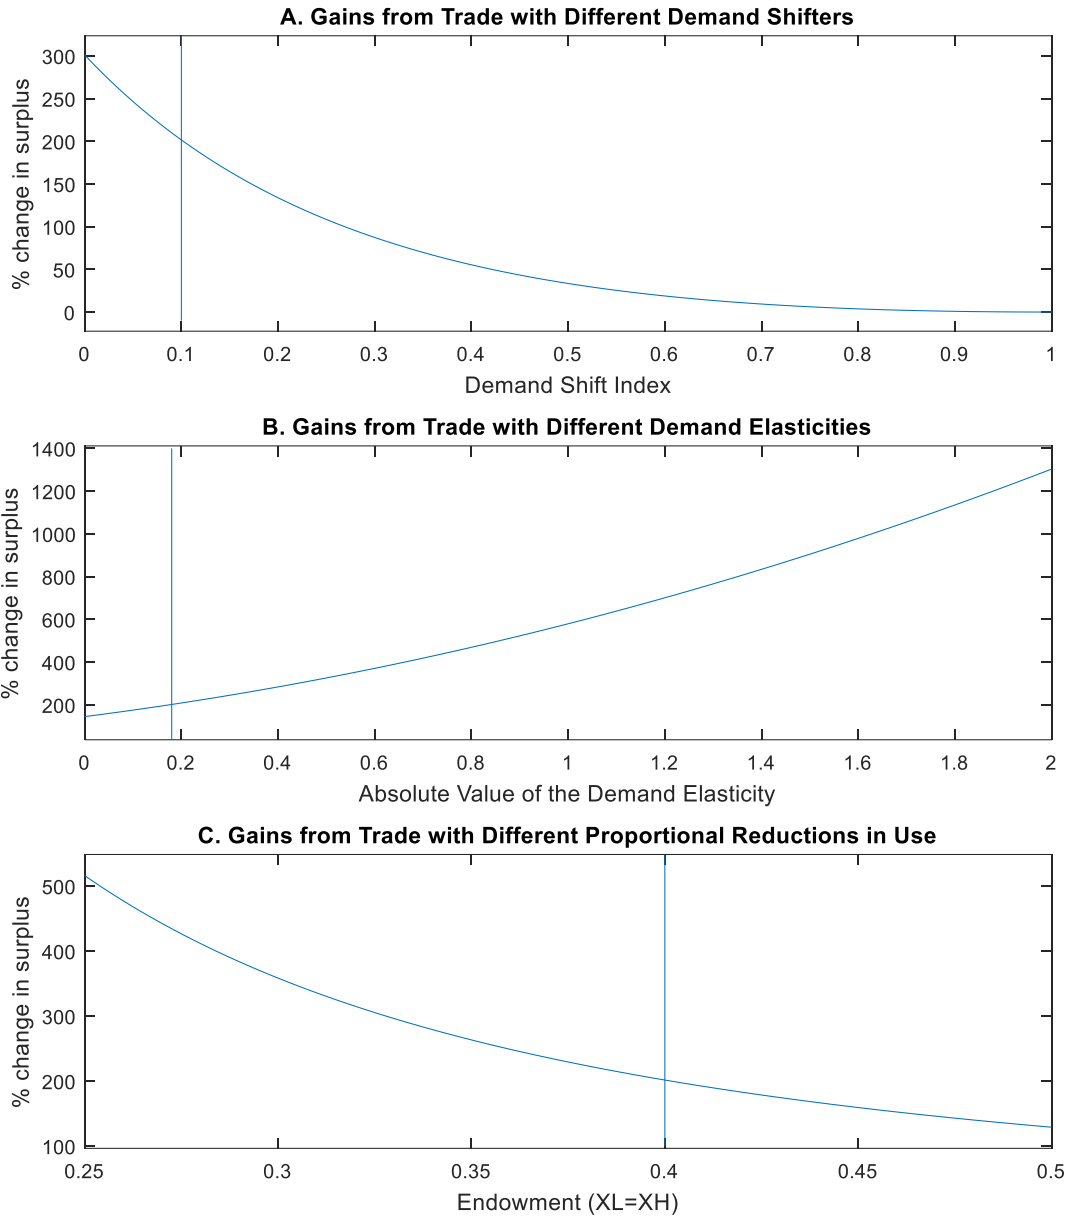 A. Gains from Trade with Different Demand Shifters
% change in surplus
300
250
200
150
100
50
0
0 0.1 0.2 0.3 0.4 0.5 0.6 0.7 0.8 0.9 1
Demand Shift Index
B. Gains from Trade with Different Demand Elasticities
% change in surplus
1400
1200
1000
800
600
400
200
0 0.2 0.4 0.6 0.8 1 1.2 1.4 1.6 1.8 2
Absolute Value of the Demand Elasticity
C. Gains from Trade with Different Proportional Reductions in Use
% change in surplus
500
400
300
200
100
0.25 0.3 0.35 0.4 0.45 0.5
Endowment (XL=XH)